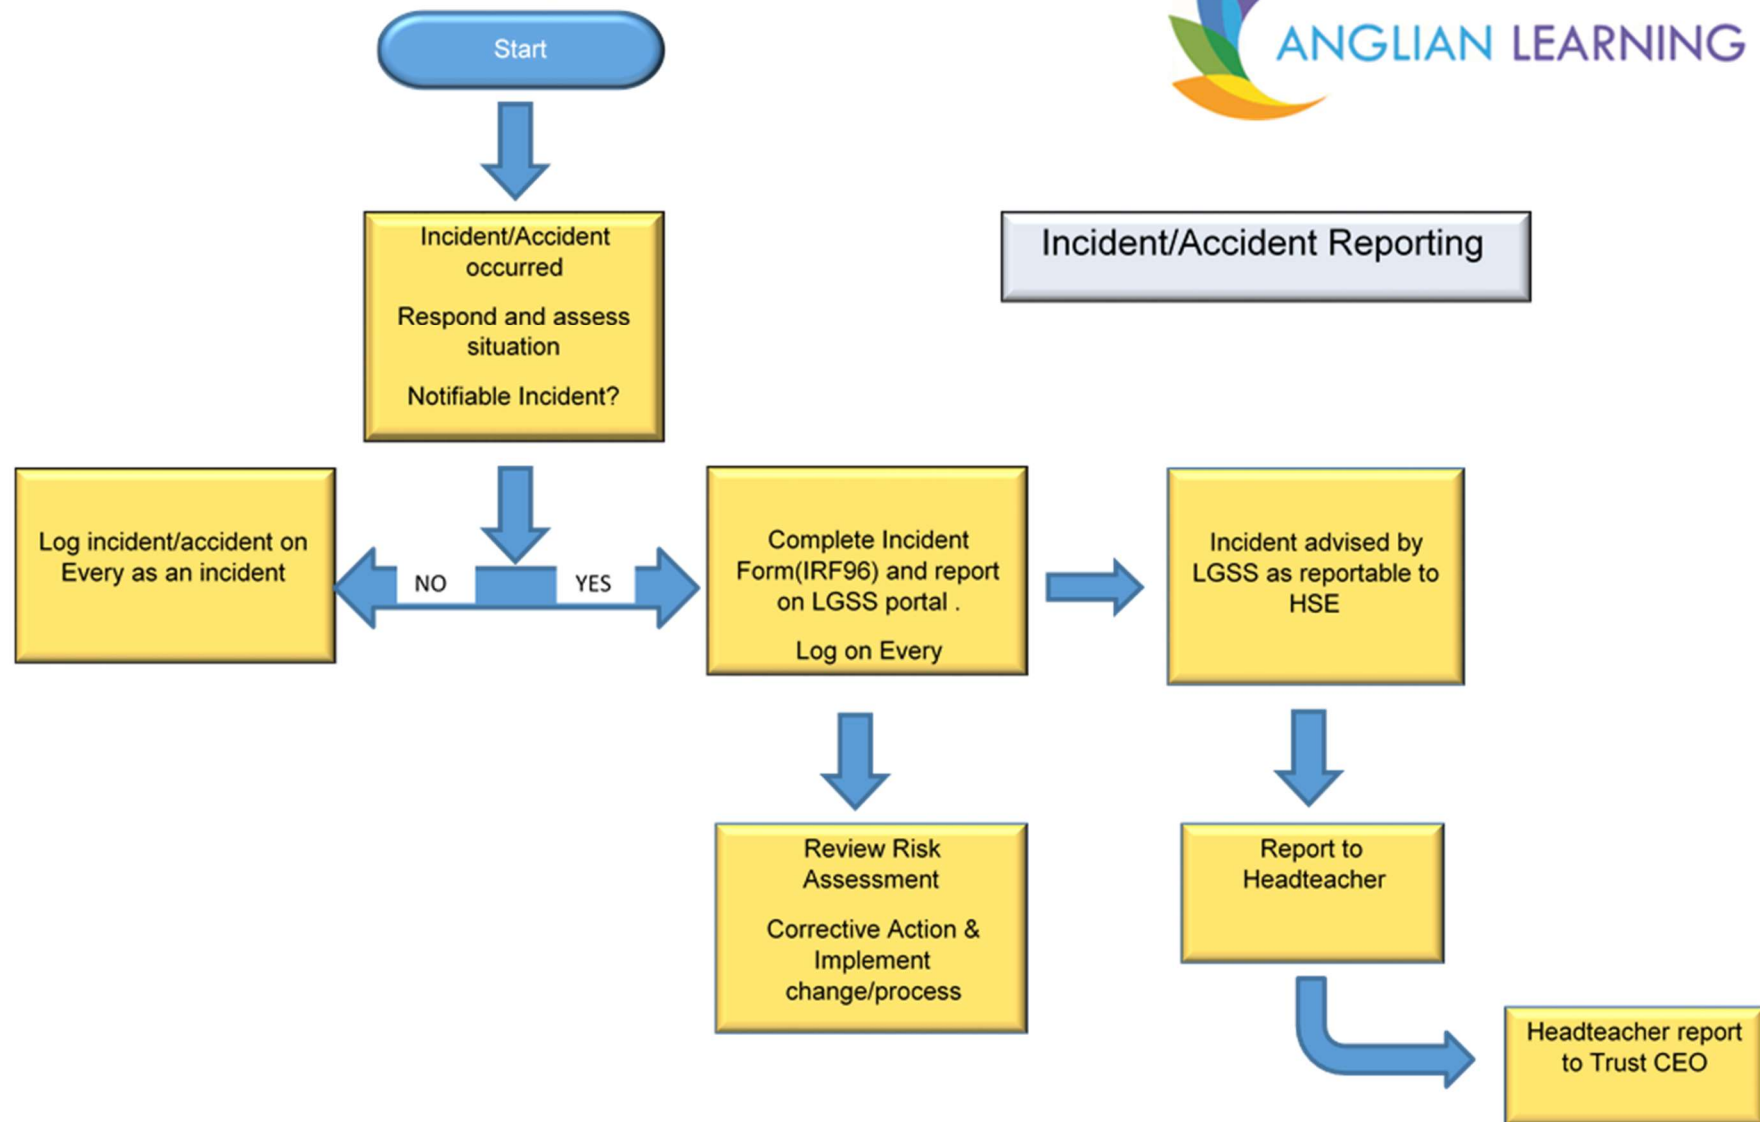 Start
ANGLIAN LEARNING
Incident/Accident
occurred
Respond and assess
situation
Notifiable Incident?
Incident/Accident Reporting
Log incident/accident on
Every as an incident
NO
YES
Complete Incident
Form(IRF96) and report
on LGSS portal .
Log on Every
Incident advised by
LGSS as reportable to
HSE
Review Risk
Assessment
Corrective Action &
Implement
change/process
Report to
Headteacher
Headteacher report
to Trust CEO